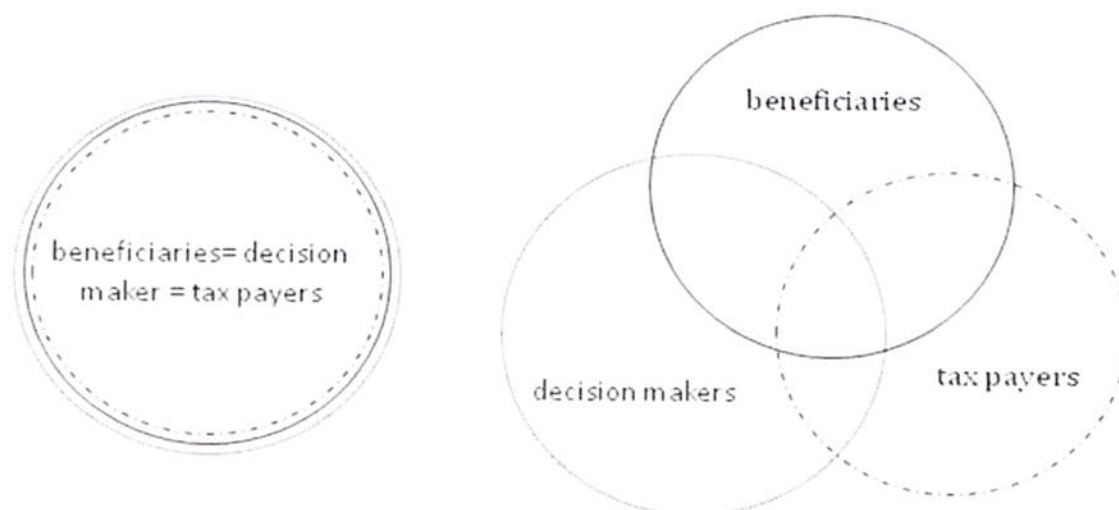 beneficiaries= decision
maker = tax payers
beneficiaries
decision makers
tax payers